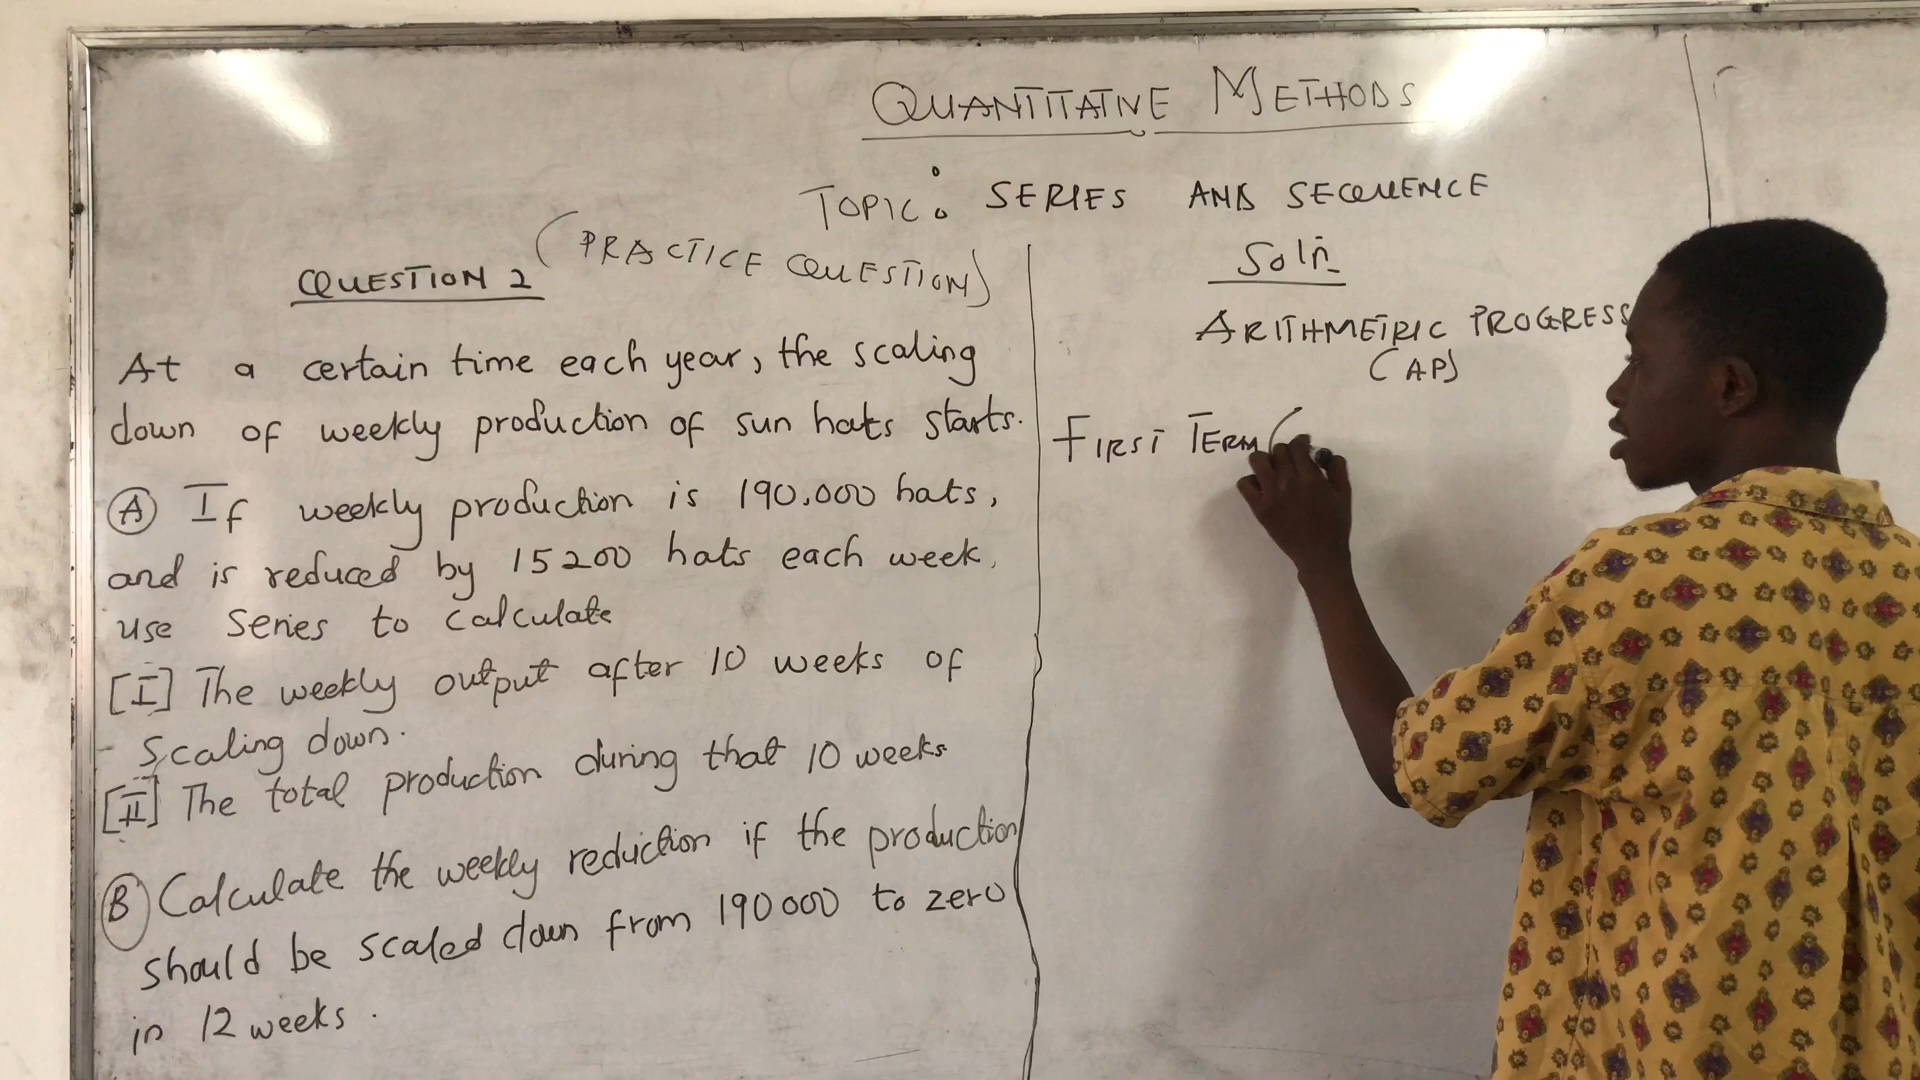 QUANTITATIVE METHODS
TOPIC: SERIES AND SEQUENCE
QUESTION 2 (PRACTICE QUESTION)
At a certain time each year, the scaling
down of weekly production of sun hats starts.
(A) If weekly production is 190,000 hats,
and is reduced by 15200 hats each week,
use series to calculate
[I] The weekly output after 10 weeks of
scaling down.
[II] The total production during that 10 weeks
(B) Calculate the weekly reduction if the production
should be scaled down from 190000 to zero
in 12 weeks.
Soln
ARITHMETRIC PROGRESS
(AP)
FIRST TERM (